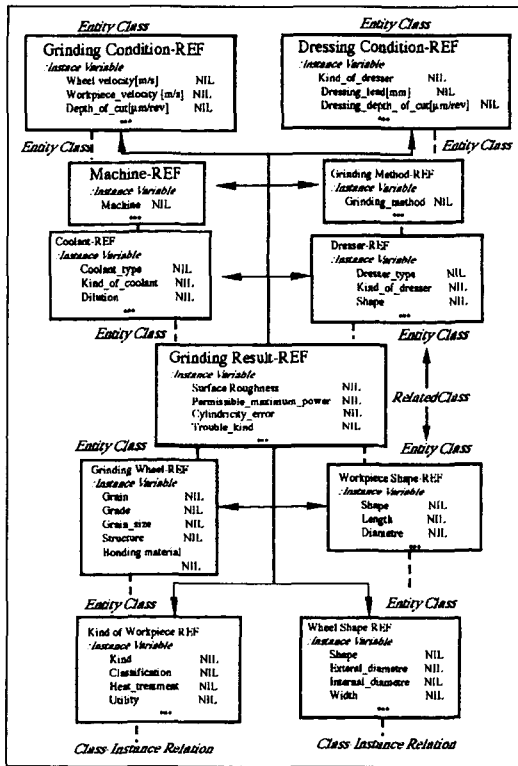 Entity Class
Grinding Condition-REF
:Instace Variable
Wheel velocity[m/s] NIL
Workpiece_velocity [m/s] NIL
Depth_of_cut[μm/rev] NIL
...
Entity Class
Dressing Condition-REF
:Instance Variable
Kind_of_dresser NIL
Dressing_lead[mm] NIL
Dressing_depth_of_cut[μm/rev] NIL
...
Entity Class
Machine-REF
:Instance Variable
Machine NIL
...
Entity Class
Grinding Method-REF
:Instance Variable
Grinding_method NIL
...
Coolant-REF
:Instance Variable
Coolant_type NIL
Kind_of_coolant NIL
Dilution NIL
...
Dresser-REF
:Instance Variable
Dresser_type NIL
Kind_of_dresser NIL
Shape NIL
...
Entity Class
Entity Class
Grinding Result-REF
:Instance Variable
Surface Roughness NIL
Permissible_maximum_power NIL
Cylindricity_error NIL
Trouble_kind NIL
...
RelatedClass
Entity Class
Grinding Wheel-REF
:Instance Variable
Grain NIL
Grade NIL
Grain_size NIL
Structure NIL
Bonding material
NIL
Entity Class
Workpiece Shape-REF
:Instance Variable
Shape NIL
Length NIL
Diametre NIL
...
Entity Class
Kind of Workpiece REF
:Instance Variable
Kind NIL
Classification NIL
Heat_treatment NIL
Utility NIL
...
Entity Class
Wheel Shape REF
:Instance Variable
Shape NIL
Exteral_diametre NIL
Internal_diametre NIL
Width NIL
...
Class-Instance Relation
Class Instance Relation